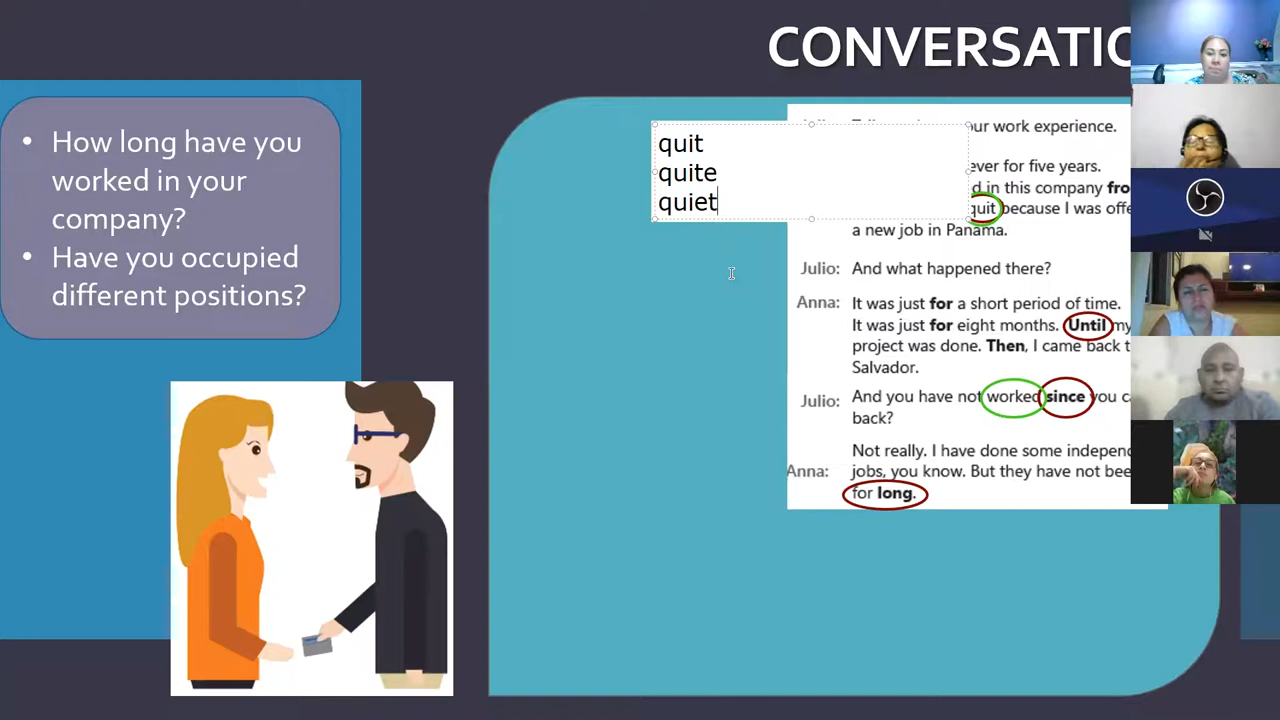 CONVERSATIO
• How long have you
worked in your
company?
• Have you occupied
different positions?
quit
quite
quiet
our work experience.
ever for five years.
d in this company fro
quit because I was offe
a new job in Panama.
Julio: And what happened there?
Anna: It was just for a short period of time.
It was just for eight months. Until my
project was done. Then, I came back t
Salvador.
Julio: And you have not worked since you ca
back?
Not really. I have done some independ
Anna: jobs, you know. But they have not bee
for long.